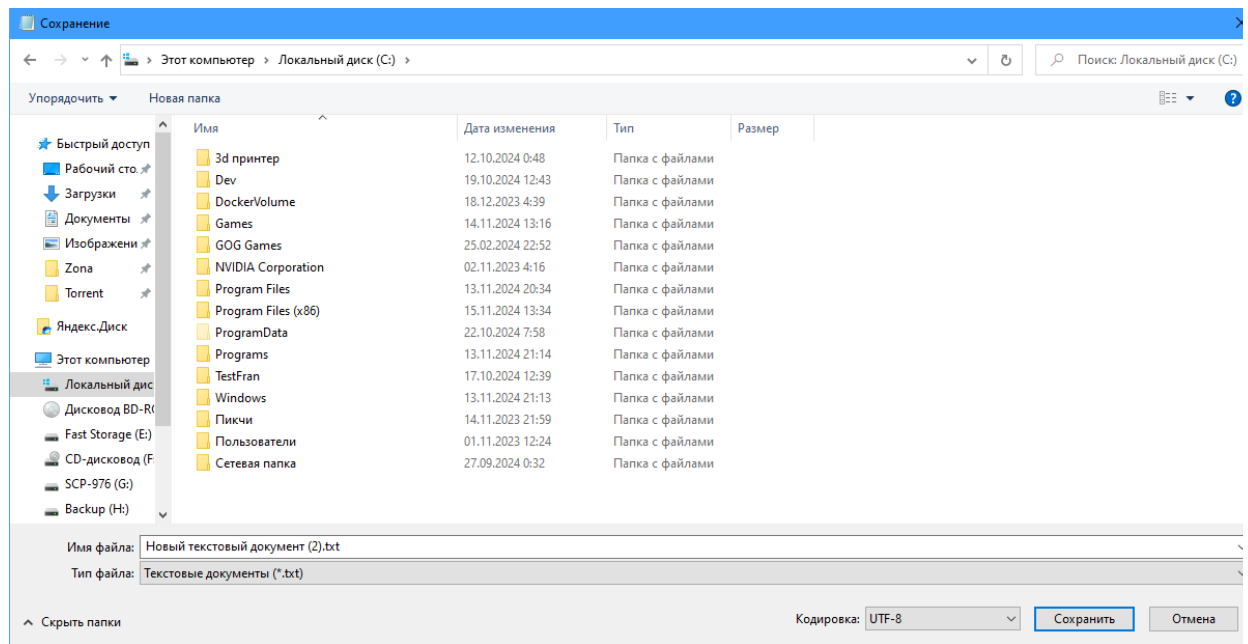 Сохранение
Этот компьютер › Локальный диск (C:) ›
Поиск: Локальный диск (C:)
Упорядочить
Новая папка
Имя
Дата изменения
Тип
Размер
Быстрый доступ
Рабочий сто
Загрузки
Документы
Изображени
Zona
Torrent
Яндекс.Диск
Этот компьютер
Локальный дис
Дисковод BD-RO
Fast Storage (E:)
CD-дисковод (F
SCP-976 (G:)
Backup (H:)
3d принтер 12.10.2024 0:48 Папка с файлами
Dev 19.10.2024 12:43 Папка с файлами
DockerVolume 18.12.2023 4:39 Папка с файлами
Games 14.11.2024 13:16 Папка с файлами
GOG Games 25.02.2024 22:52 Папка с файлами
NVIDIA Corporation 02.11.2023 4:16 Папка с файлами
Program Files 13.11.2024 20:34 Папка с файлами
Program Files (x86) 15.11.2024 13:34 Папка с файлами
ProgramData 22.10.2024 7:58 Папка с файлами
Programs 13.11.2024 21:14 Папка с файлами
TestFran 17.10.2024 12:39 Папка с файлами
Windows 13.11.2024 21:13 Папка с файлами
Пикчи 14.11.2023 21:59 Папка с файлами
Пользователи 01.11.2023 12:24 Папка с файлами
Сетевая папка 27.09.2024 0:32 Папка с файлами
Имя файла: Новый текстовый документ (2).txt
Тип файла: Текстовые документы (*.txt)
Скрыть папки
Кодировка: UTF-8
Сохранить
Отмена